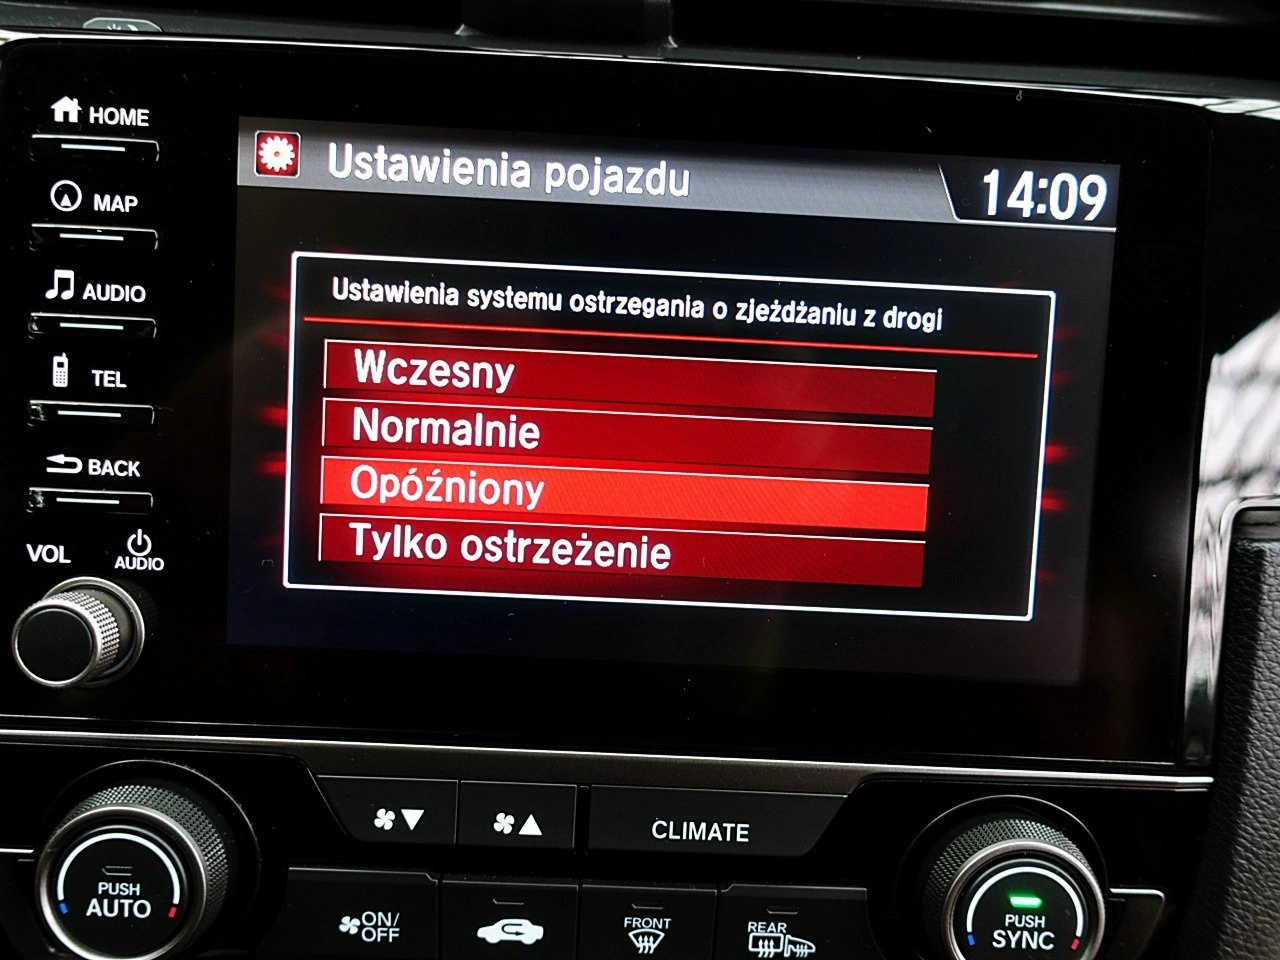 HOME
MAP
AUDIO
TEL
BACK
VOL
AUDIO
Ustawienia pojazdu
14:09
Ustawienia systemu ostrzegania o zjeżdżaniu z drogi
Wczesny
Normalnie
Opóźniony
Tylko ostrzeżenie
CLIMATE
PUSH
AUTO
ON/
OFF
FRONT
REAR
PUSH
SYNC